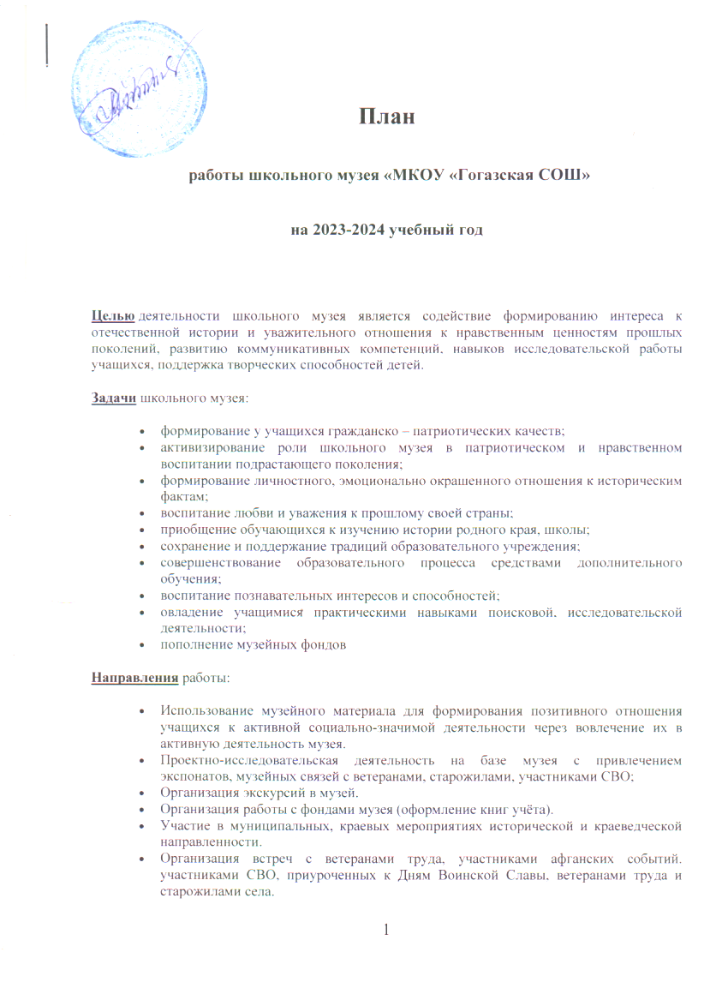 План
работы школьного музея «МКОУ «Гогазская СОШ»
на 2023-2024 учебный год
Целью деятельности школьного музея является содействие формированию интереса к
отечественной истории и уважительного отношения к нравственным ценностям прошлых
поколений, развитию коммуникативных компетенций, навыков исследовательской работы
учащихся, поддержка творческих способностей детей.
Задачи школьного музея:
• формирование у учащихся гражданско – патриотических качеств;
• активизирование роли школьного музея в патриотическом и нравственном
воспитании подрастающего поколения;
• формирование личностного, эмоционально окрашенного отношения к историческим
фактам;
• воспитание любви и уважения к прошлому своей страны;
• приобщение обучающихся к изучению истории родного края, школы;
• сохранение и поддержание традиций образовательного учреждения;
• совершенствование образовательного процесса средствами дополнительного
обучения;
• воспитание познавательных интересов и способностей;
• овладение учащимися практическими навыками поисковой, исследовательской
деятельности;
• пополнение музейных фондов
Направления работы:
• Использование музейного материала для формирования позитивного отношения
учащихся к активной социально-значимой деятельности через вовлечение их в
активную деятельность музея.
• Проектно-исследовательская деятельность на базе музея с привлечением
экспонатов, музейных связей с ветеранами, старожилами, участниками СВО;
• Организация экскурсий в музей.
• Организация работы с фондами музея (оформление книг учёта).
• Участие в муниципальных, краевых мероприятиях исторической и краеведческой
направленности.
• Организация встреч с ветеранами труда, участниками афганских событий.
участниками СВО, приуроченных к Дням Воинской Славы, ветеранами труда и
старожилами села.
1